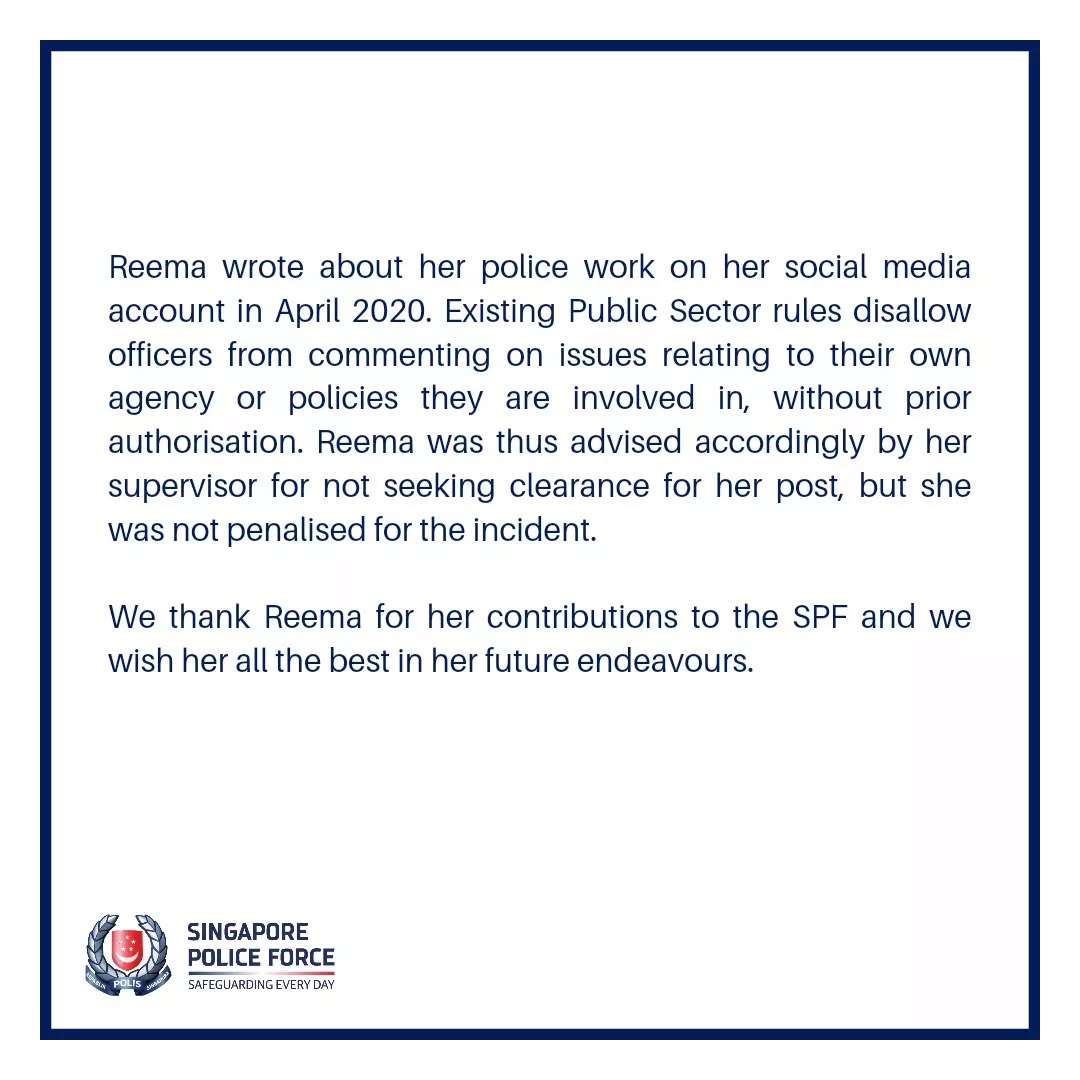 Reema wrote about her police work on her social media
account in April 2020. Existing Public Sector rules disallow
officers from commenting on issues relating to their own
agency or policies they are involved in, without prior
authorisation. Reema was thus advised accordingly by her
supervisor for not seeking clearance for her post, but she
was not penalised for the incident.
We thank Reema for her contributions to the SPF and we
wish her all the best in her future endeavours.
SINGAPORE
POLICE FORCE
SAFEGUARDING EVERY DAY
POLIS